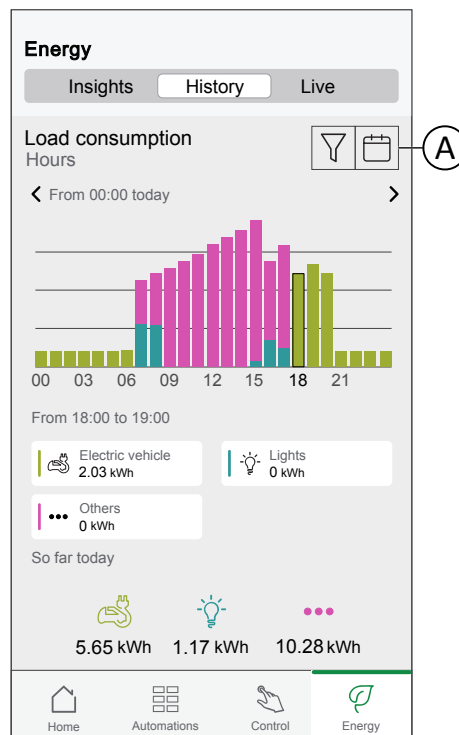 Energy
Insights History Live
Load consumption
Hours
A
From 00:00 today
00 03 06 09 12 15 18 21
From 18:00 to 19:00
Electric vehicle
2.03 kWh
Lights
0 kWh
Others
0 kWh
So far today
5.65 kWh 1.17 kWh 10.28 kWh
Home Automations Control Energy